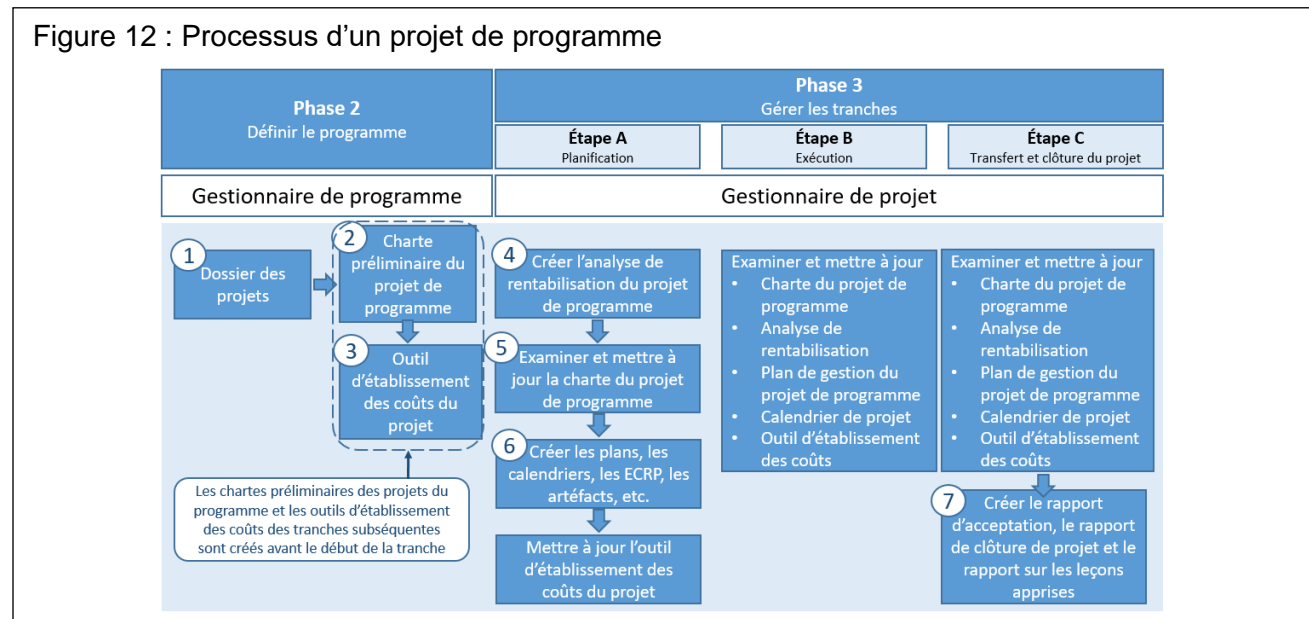 Figure 12 : Processus d’un projet de programme
Phase 2
Définir le programme
Phase 3
Gérer les tranches
Étape A
Planification
Étape B
Exécution
Étape C
Transfert et clôture du projet
Gestionnaire de programme
Gestionnaire de projet
1
Dossier des
projets
2
Charte
préliminaire du
projet de
programme
3
Outil
d’établissement
des coûts du
projet
Les chartes préliminaires des projets du
programme et les outils d’établissement
des coûts des tranches subséquentes
sont créés avant le début de la tranche
4
Créer l’analyse de
rentabilisation du projet
de programme
5
Examiner et mettre à
jour la charte du projet
de programme
6
Créer les plans, les
calendriers, les ECRP, les
artéfacts, etc.
Mettre à jour l’outil
d’établissement des
coûts du projet
Examiner et mettre à jour
• Charte du projet de
programme
• Analyse de
rentabilisation
• Plan de gestion du
projet de programme
• Calendrier de projet
• Outil d’établissement
des coûts
Examiner et mettre à jour
• Charte du projet de
programme
• Analyse de
rentabilisation
• Plan de gestion du
projet de programme
• Calendrier de projet
• Outil d’établissement
des coûts
7
Créer le rapport
d’acceptation, le rapport
de clôture de projet et le
rapport sur les leçons
apprises